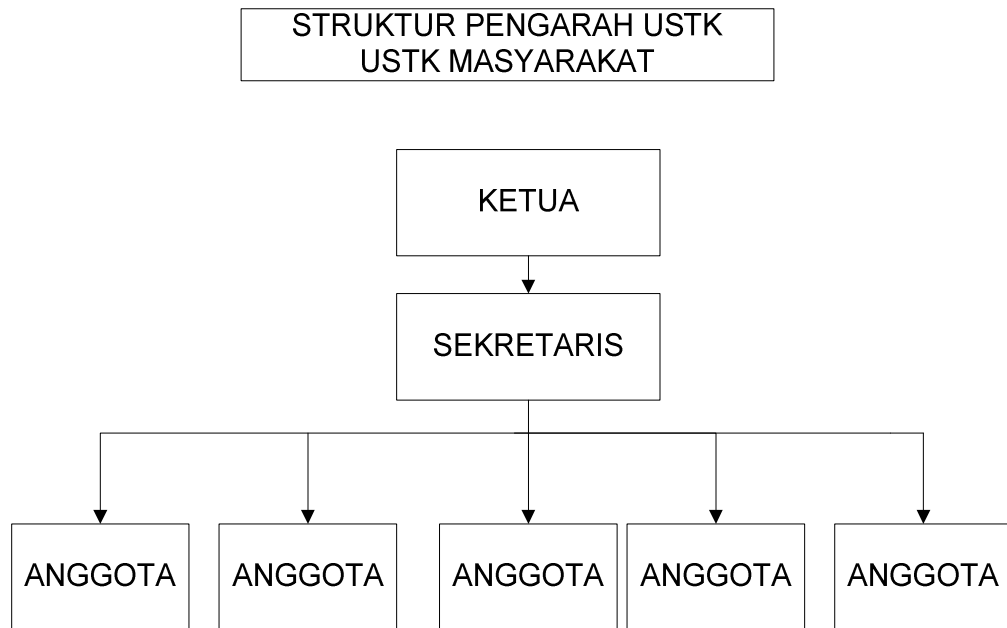 STRUKTUR PENGARAH USTK
USTK MASYARAKAT
KETUA
SEKRETARIS
ANGGOTA
ANGGOTA
ANGGOTA
ANGGOTA
ANGGOTA